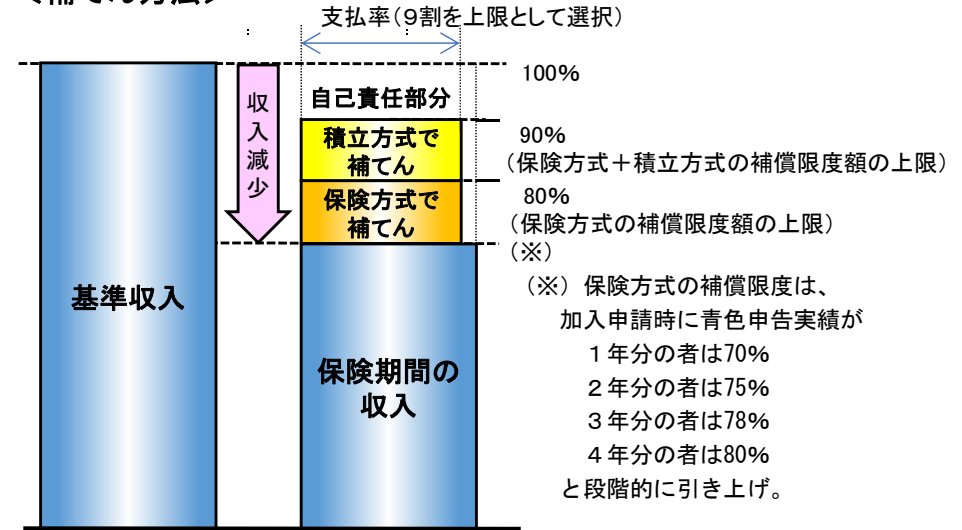 支払率(９割を上限として選択)
100%
収入減少
自己責任部分
積立方式で
補てん
90%
(保険方式＋積立方式の補償限度額の上限)
保険方式で
補てん
80%
(保険方式の補償限度額の上限)
(※)
基準収入
保険期間の
収入
(※) 保険方式の補償限度は、
加入申請時に青色申告実績が
１年分の者は70%
２年分の者は75%
３年分の者は78%
４年分の者は80%
と段階的に引き上げ。